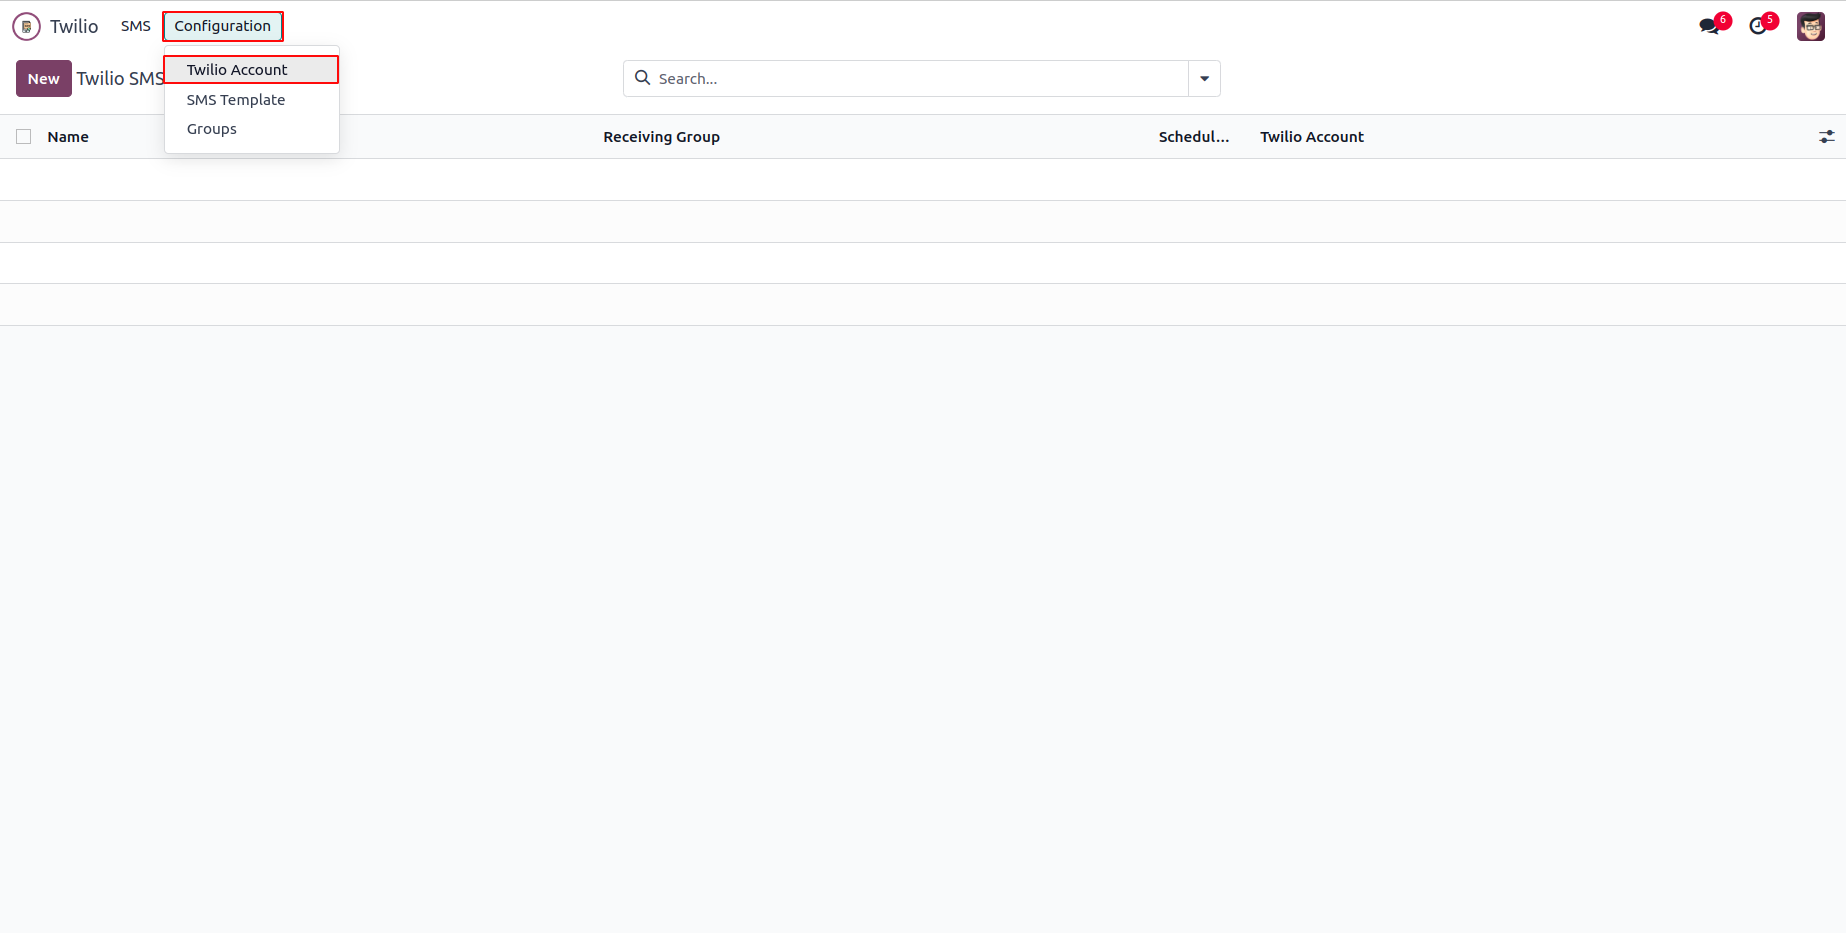 Twilio SMS Configuration 6 5
Twilio Account
New Twilio SMS Search...
SMS Template
Groups
Name Receiving Group Schedul... Twilio Account